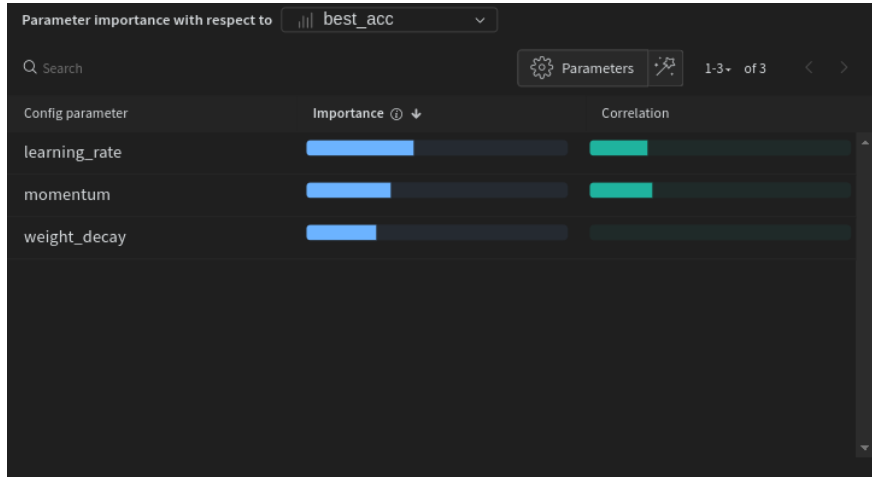 Parameter importance with respect to best_acc
Search Parameters 1-3 of 3
Config parameter Importance Correlation
learning_rate
momentum
weight_decay